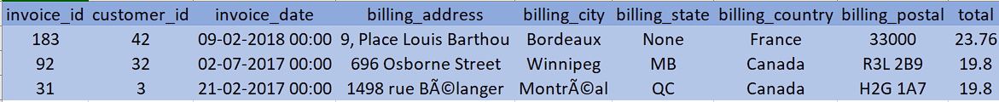 invoice_id customer_id invoice_date billing_address billing_city billing_state billing_country billing_postal total
183 42 09-02-2018 00:00 9, Place Louis Barthou Bordeaux None France 33000 23.76
92 32 02-07-2017 00:00 696 Osborne Street Winnipeg MB Canada R3L 2B9 19.8
31 3 21-02-2017 00:00 1498 rue BÃ©langer MontrÃ©al QC Canada H2G 1A7 19.8